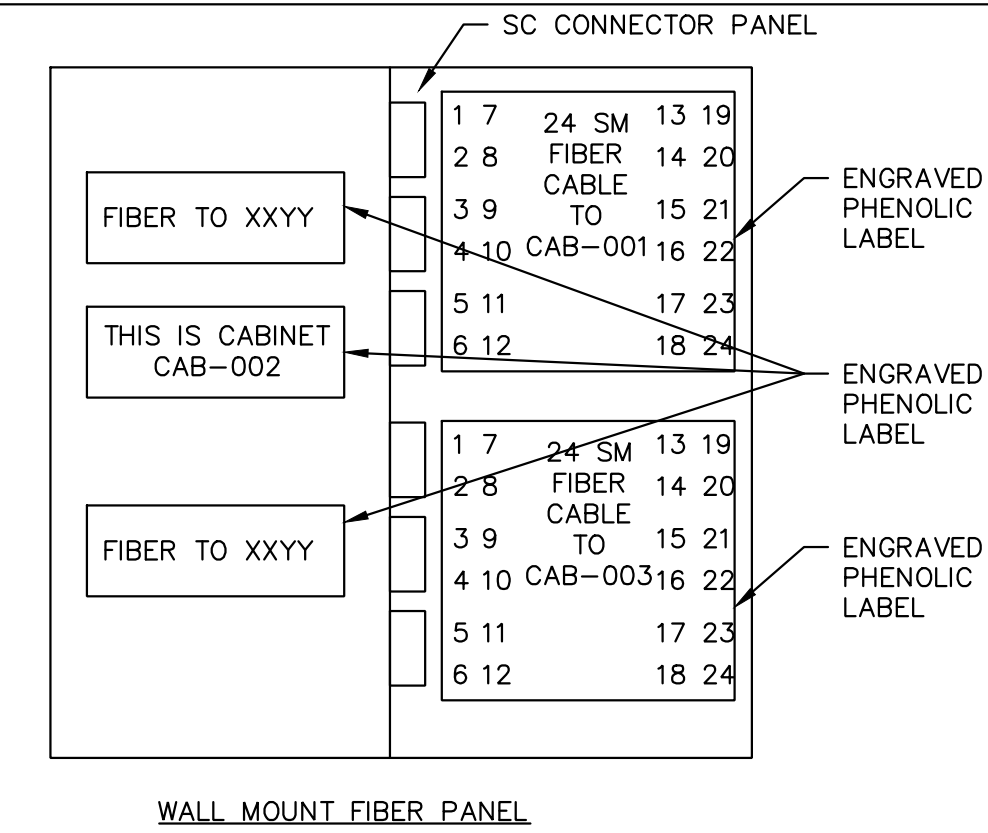 SC CONNECTOR PANEL
FIBER TO XXYY
THIS IS CABINET
CAB-002
FIBER TO XXYY
1 7 13 19
2 8 14 20
3 9 15 21
4 10 16 22
5 11 17 23
6 12 18 24
24 SM
FIBER
CABLE
TO
CAB-001
1 7 13 19
2 8 14 20
3 9 15 21
4 10 16 22
5 11 17 23
6 12 18 24
24 SM
FIBER
CABLE
TO
CAB-003
ENGRAVED
PHENOLIC
LABEL
ENGRAVED
PHENOLIC
LABEL
ENGRAVED
PHENOLIC
LABEL
WALL MOUNT FIBER PANEL